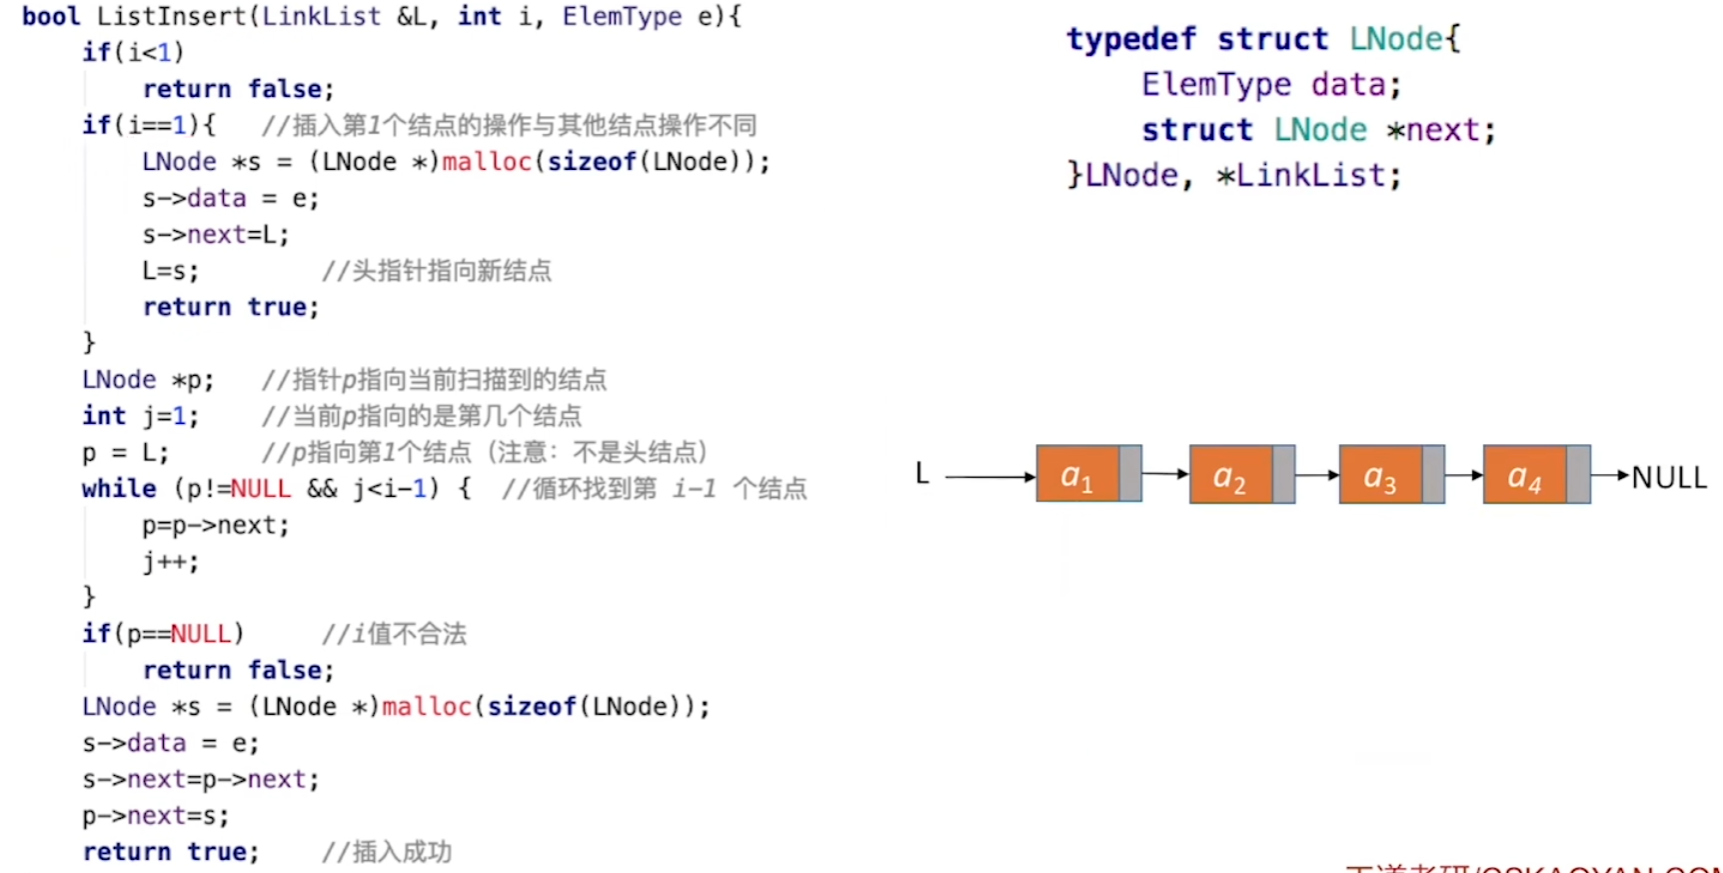 bool ListInsert(LinkList &L, int i, ElemType e){
if(i<1)
return false;
if(i==1){ //插入第1个结点的操作与其他结点操作不同
LNode *s = (LNode *)malloc(sizeof(LNode));
s->data = e;
s->next=L;
L=s; //头指针指向新结点
return true;
}
LNode *p; //指针p指向当前扫描到的结点
int j=1; //当前p指向的是第几个结点
p = L; //p指向第1个结点（注意：不是头结点）
while (p!=NULL && j<i-1) { //循环找到第 i-1 个结点
p=p->next;
j++;
}
if(p==NULL) //i值不合法
return false;
LNode *s = (LNode *)malloc(sizeof(LNode));
s->data = e;
s->next=p->next;
p->next=s;
return true; //插入成功
typedef struct LNode{
ElemType data;
struct LNode *next;
}LNode, *LinkList;
L a1 a2 a3 a4 NULL